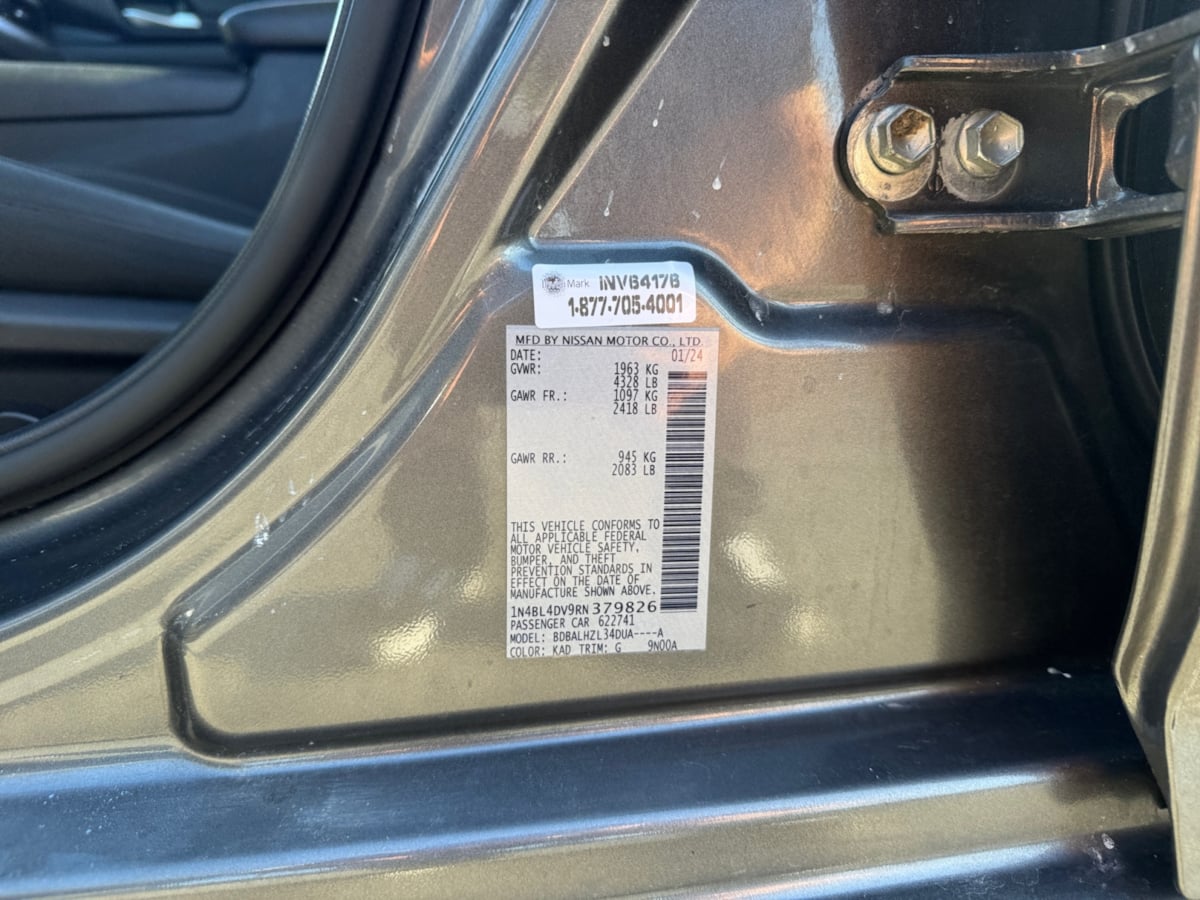 Mark iNVB417B
1-877-705-4001
MFD BY NISSAN MOTOR CO., LTD.
DATE: 01/24
GVWR: 1963 KG
4328 LB
GAWR FR.: 1097 KG
2418 LB
GAWR RR.: 945 KG
2083 LB
THIS VEHICLE CONFORMS TO
ALL APPLICABLE FEDERAL
MOTOR VEHICLE SAFETY,
BUMPER, AND THEFT
PREVENTION STANDARDS IN
EFFECT ON THE DATE OF
MANUFACTURE SHOWN ABOVE.
1N4BL4DV9RN379826
PASSENGER CAR 622741
MODEL: BDBALHZL34DUA----A
COLOR: KAD TRIM: G 9N00A